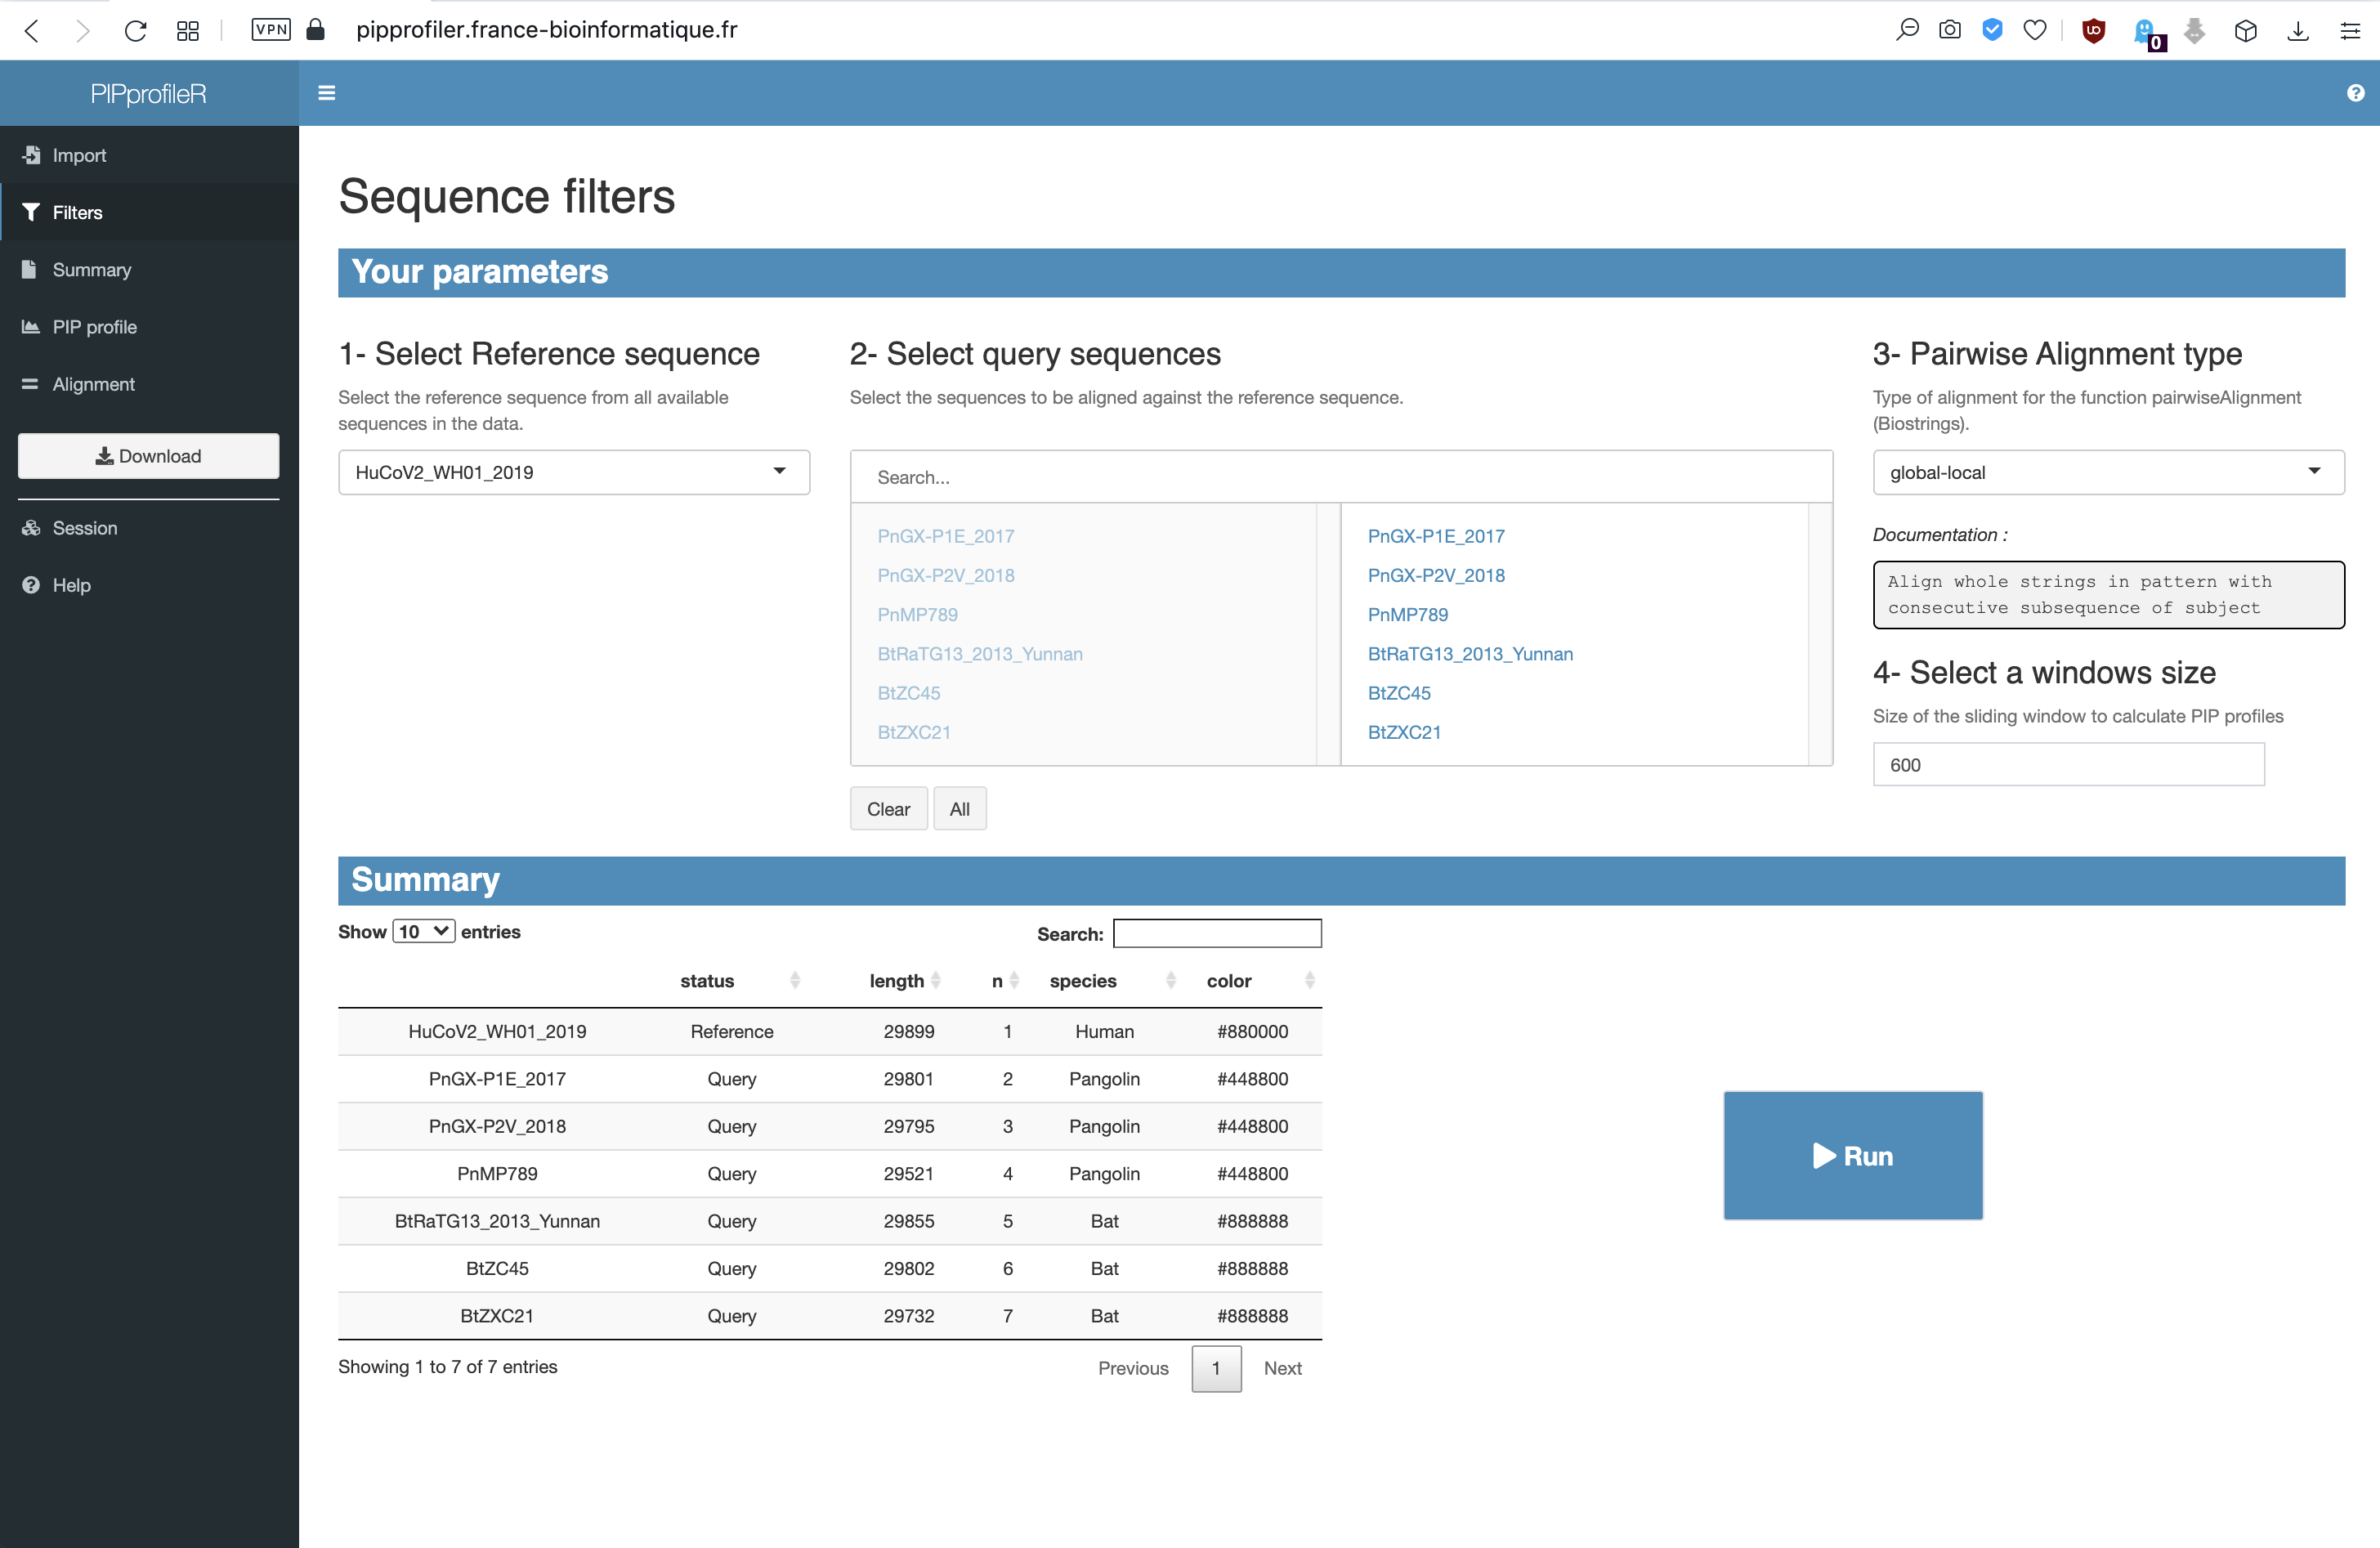 VPN pipprofiler.france-bioinformatique.fr 0
PIPprofileR
Import
Filters
Summary
PIP profile
Alignment
Download
Session
Help
Sequence filters
Your parameters
1- Select Reference sequence
Select the reference sequence from all available
sequences in the data.
HuCoV2_WH01_2019
2- Select query sequences
Select the sequences to be aligned against the reference sequence.
Search...
PnGX-P1E_2017 PnGX-P1E_2017
PnGX-P2V_2018 PnGX-P2V_2018
PnMP789 PnMP789
BtRaTG13_2013_Yunnan BtRaTG13_2013_Yunnan
BtZC45 BtZC45
BtZXC21 BtZXC21
Clear All
3- Pairwise Alignment type
Type of alignment for the function pairwiseAlignment
(Biostrings).
global-local
Documentation :
Align whole strings in pattern with
consecutive subsequence of subject
4- Select a windows size
Size of the sliding window to calculate PIP profiles
600
Summary
Show 10 entries Search:
status length n species color
HuCoV2_WH01_2019 Reference 29899 1 Human #880000
PnGX-P1E_2017 Query 29801 2 Pangolin #448800
PnGX-P2V_2018 Query 29795 3 Pangolin #448800
PnMP789 Query 29521 4 Pangolin #448800
BtRaTG13_2013_Yunnan Query 29855 5 Bat #888888
BtZC45 Query 29802 6 Bat #888888
BtZXC21 Query 29732 7 Bat #888888
Showing 1 to 7 of 7 entries Previous 1 Next
Run